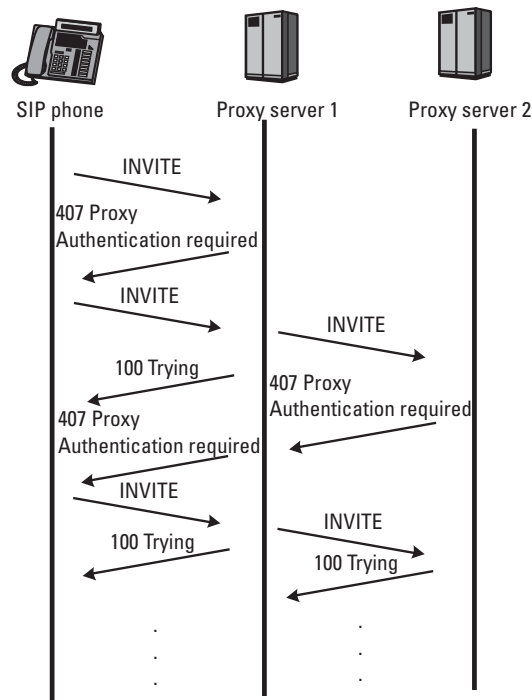 SIP phone
Proxy server 1
Proxy server 2
INVITE
407 Proxy
Authentication required
INVITE
INVITE
100 Trying
407 Proxy
Authentication required
407 Proxy
Authentication required
INVITE
INVITE
100 Trying
100 Trying
.
.
.
.
.
.